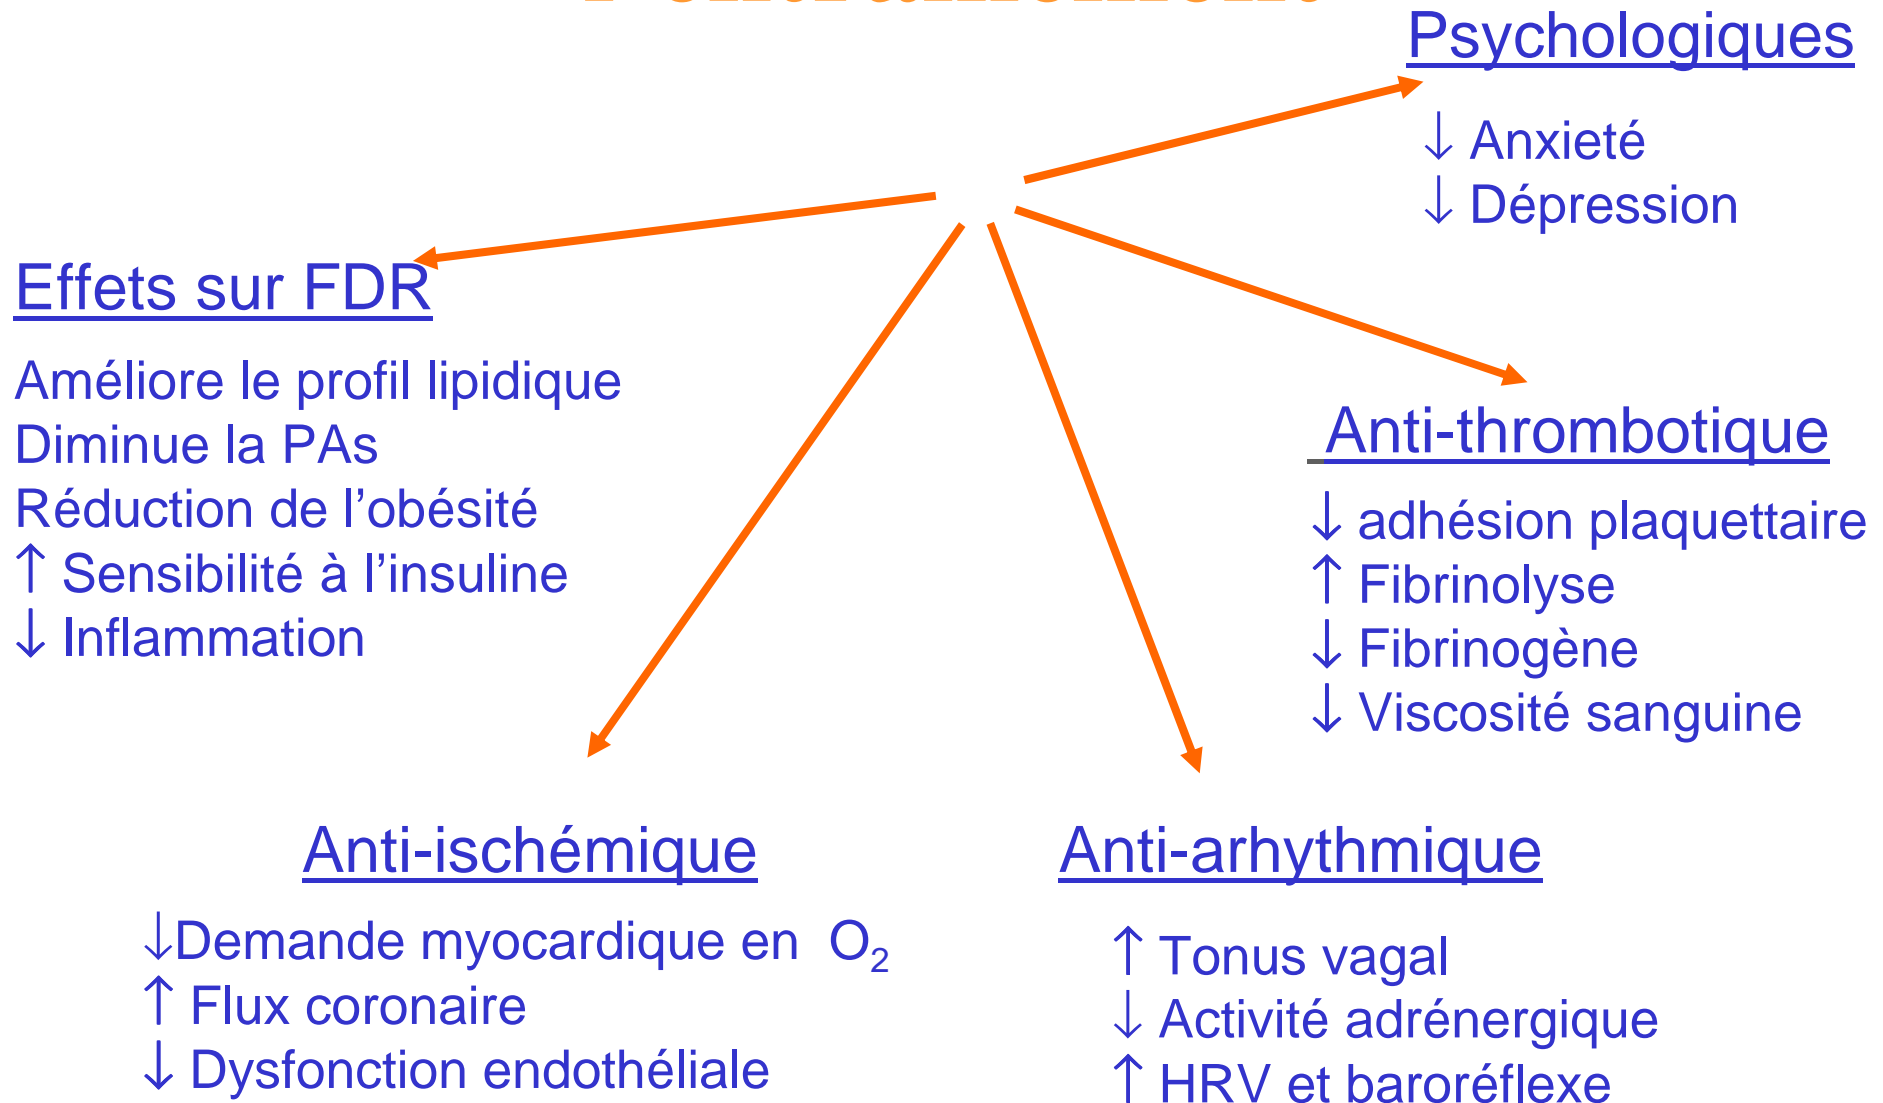 Psychologiques
↓ Anxieté
↓ Dépression
Effets sur FDR
Améliore le profil lipidique
Diminue la PAs
Réduction de l’obésité
↑ Sensibilité à l’insuline
↓ Inflammation
Anti-thrombotique
↓ adhésion plaquettaire
↑ Fibrinolyse
↓ Fibrinogène
↓ Viscosité sanguine
Anti-ischémique
↓Demande myocardique en O₂
↑ Flux coronaire
↓ Dysfonction endothéliale
Anti-arhythmique
↑ Tonus vagal
↓ Activité adrénergique
↑ HRV et baroréflexe